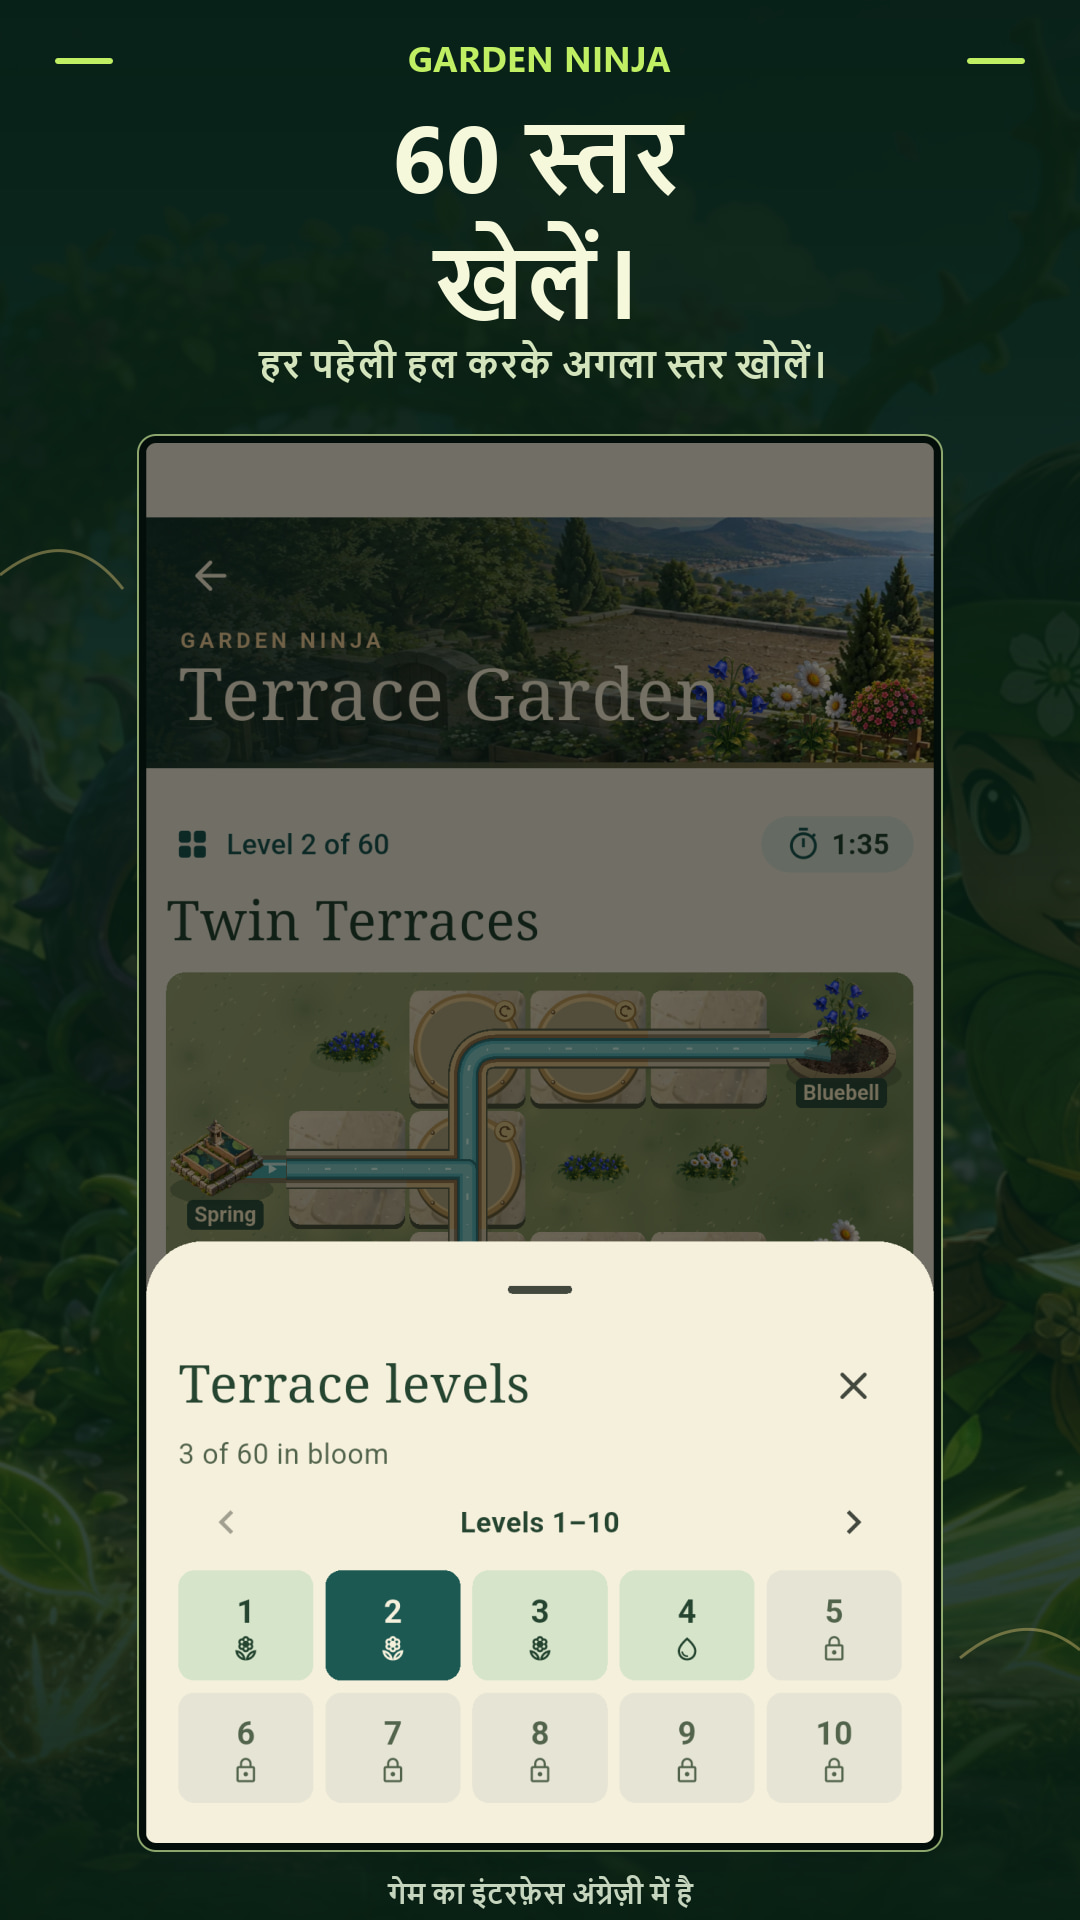 GARDEN NINJA
60 स्तर
खेलें।
हर पहेली हल करके अगला स्तर खोलें।
GARDEN NINJA
Terrace Garden
Level 2 of 60
1:35
Twin Terraces
Bluebell
Spring
Terrace levels
3 of 60 in bloom
Levels 1–10
1 2 3 4 5
6 7 8 9 10
गेम का इंटरफ़ेस अंग्रेज़ी में है